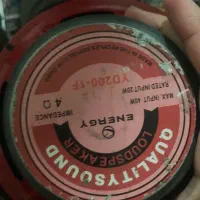 YD200-1F
RATED INPUT 20W
MAX INPUT 40W
IMPEDANCE 4 Ω
ENERGY
LOUDSPEAKER
QUALITYSOUND